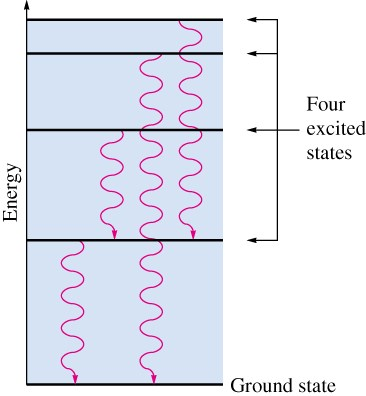 Energy
Four
excited
states
Ground state